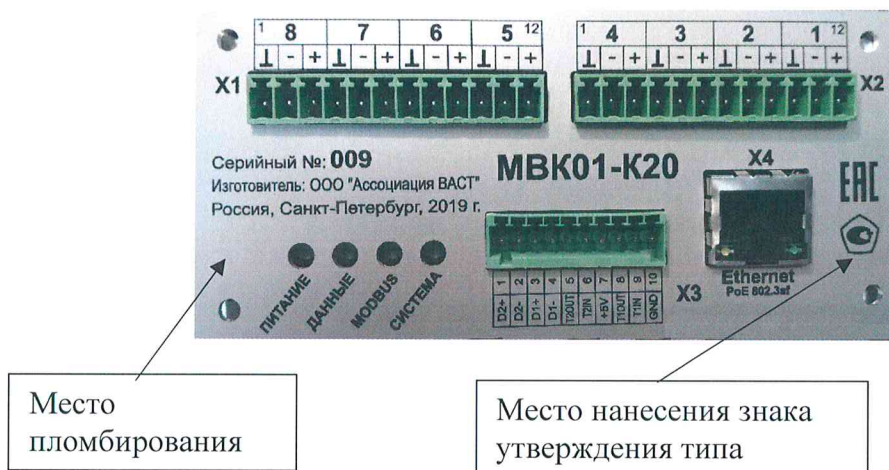 1 8 7 6 5 12
⊥ - + ⊥ - + ⊥ - + ⊥ - +
X1
1 4 3 2 1 12
⊥ - + ⊥ - + ⊥ - + ⊥ - +
X2
Серийный №: 009
Изготовитель: ООО "Ассоциация ВАСТ"
Россия, Санкт-Петербург, 2019 г.
МВК01-К20
X4
ЕАС
ПИТАНИЕ
ДАННЫЕ
MODBUS
СИСТЕМА
1 2 3 4 5 6 7 8 9 10
D2+ D2- D1+ D1- T2OUT T2IN +5V T1OUT T1IN GND
X3
Ethernet
PoE 802.3af
Место
пломбирования
Место нанесения знака
утверждения типа